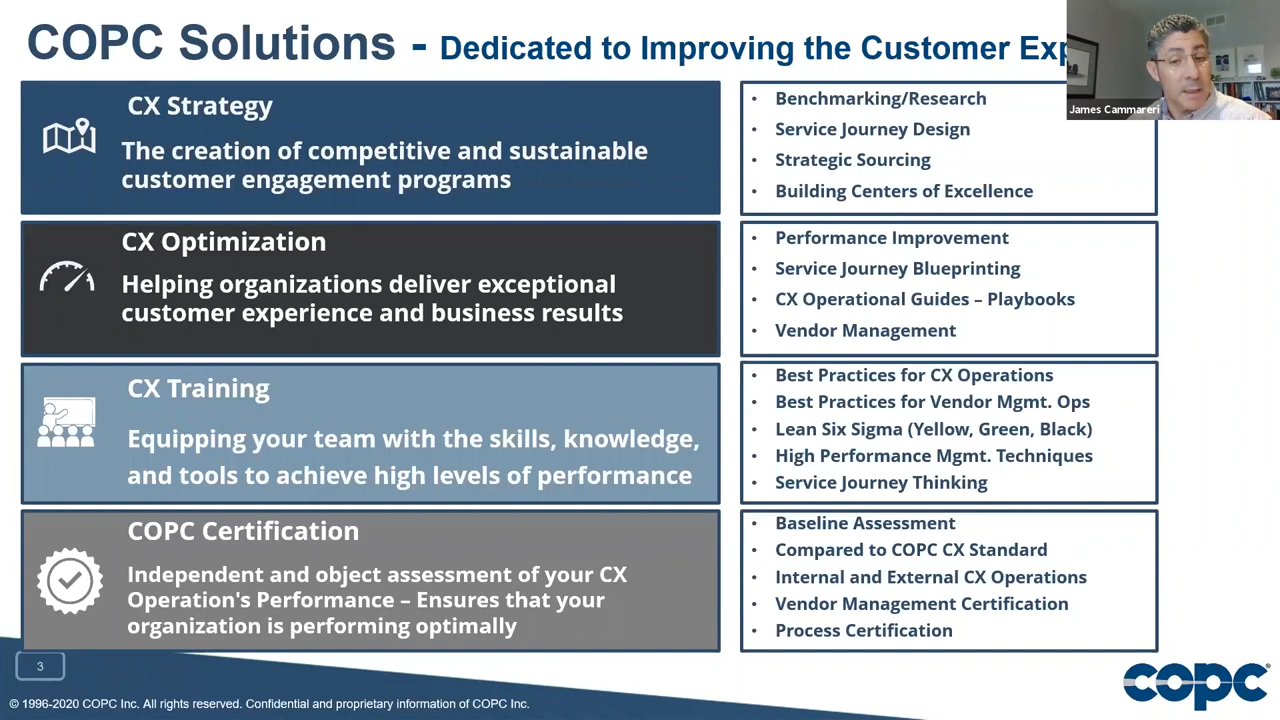 COPC Solutions - Dedicated to Improving the Customer Exp
James Cammareri
CX Strategy
The creation of competitive and sustainable
customer engagement programs
• Benchmarking/Research
• Service Journey Design
• Strategic Sourcing
• Building Centers of Excellence
CX Optimization
Helping organizations deliver exceptional
customer experience and business results
• Performance Improvement
• Service Journey Blueprinting
• CX Operational Guides – Playbooks
• Vendor Management
CX Training
Equipping your team with the skills, knowledge,
and tools to achieve high levels of performance
• Best Practices for CX Operations
• Best Practices for Vendor Mgmt. Ops
• Lean Six Sigma (Yellow, Green, Black)
• High Performance Mgmt. Techniques
• Service Journey Thinking
COPC Certification
Independent and object assessment of your CX
Operation's Performance – Ensures that your
organization is performing optimally
• Baseline Assessment
• Compared to COPC CX Standard
• Internal and External CX Operations
• Vendor Management Certification
• Process Certification
3
© 1996-2020 COPC Inc. All rights reserved. Confidential and proprietary information of COPC Inc.
copc®